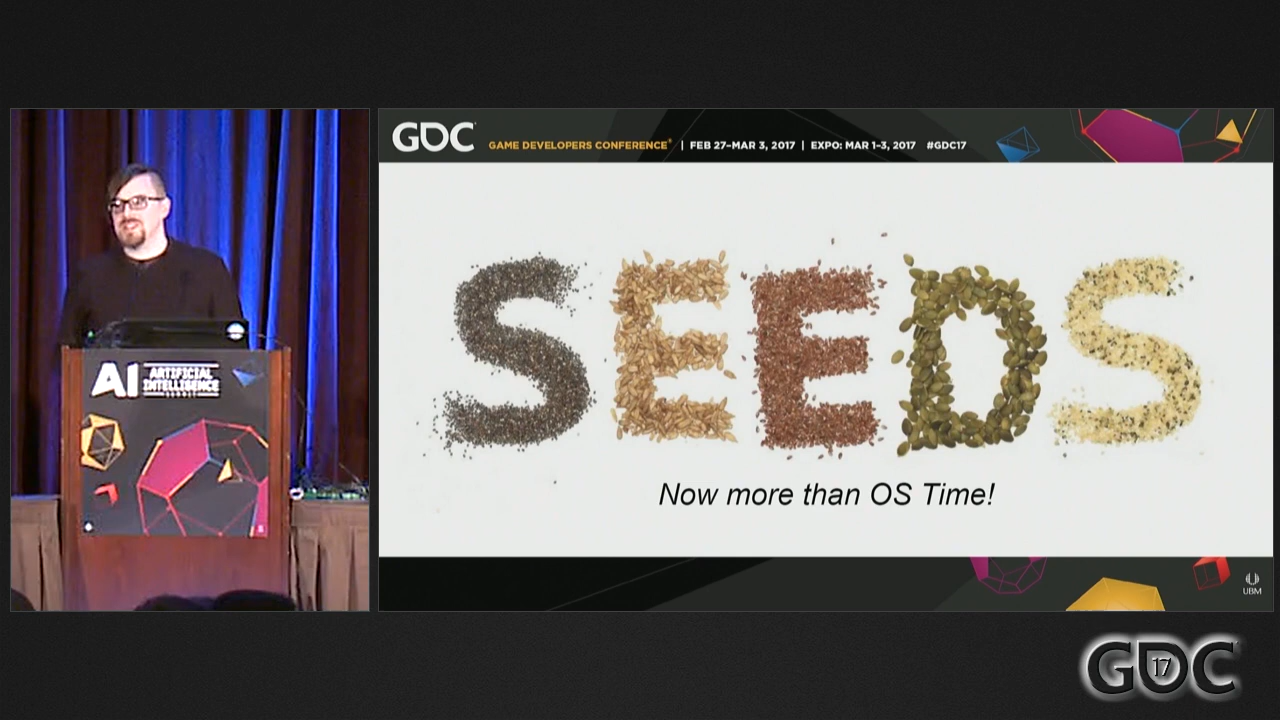 GDC GAME DEVELOPERS CONFERENCE® | FEB 27–MAR 3, 2017 | EXPO: MAR 1–3, 2017 #GDC17
SEEDS
Now more than OS Time!
AI ARTIFICIAL
INTELLIGENCE
UBM
GDC
17